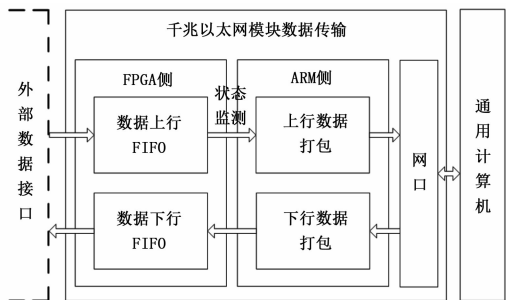 千兆以太网模块数据传输
外部数据接口
FPGA侧
状态
监测
ARM侧
数据上行
FIFO
上行数据
打包
数据下行
FIFO
下行数据
打包
网口
通用计算机